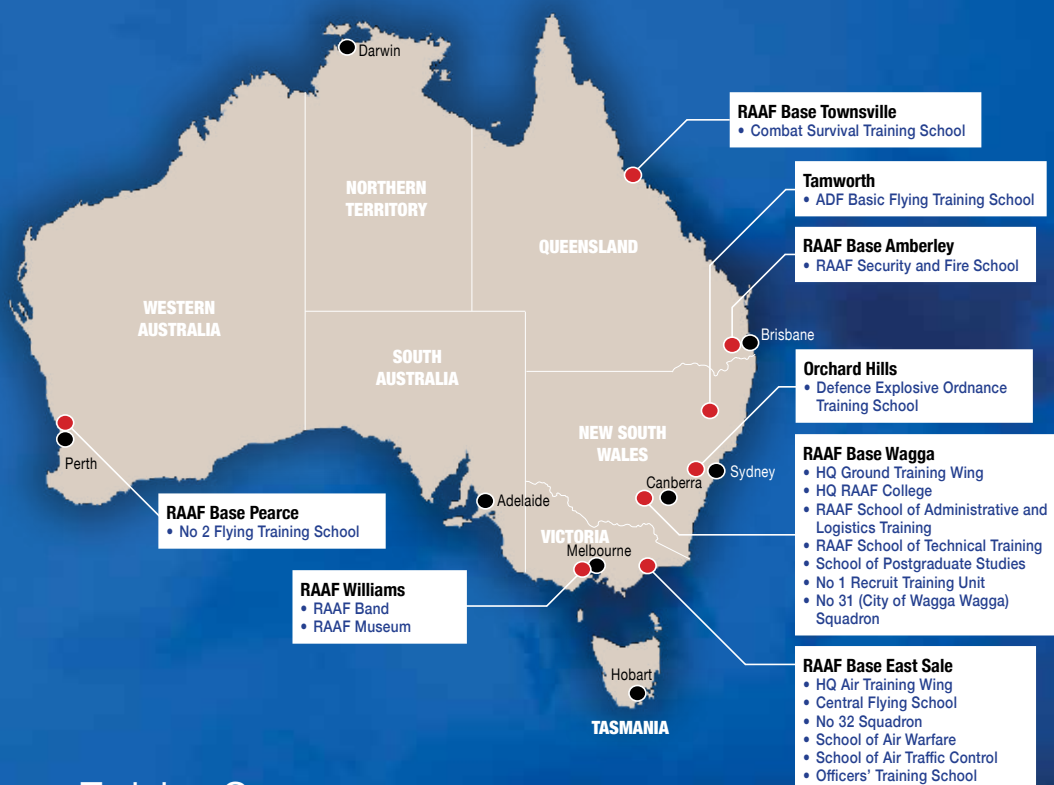 Darwin
RAAF Base Townsville
• Combat Survival Training School
Tamworth
• ADF Basic Flying Training School
NORTHERN
TERRITORY
QUEENSLAND
RAAF Base Amberley
• RAAF Security and Fire School
WESTERN
AUSTRALIA
Brisbane
SOUTH
AUSTRALIA
Orchard Hills
• Defence Explosive Ordnance
Training School
NEW SOUTH
WALES
Perth
Sydney
Canberra
Adelaide
RAAF Base Wagga
• HQ Ground Training Wing
• HQ RAAF College
• RAAF School of Administrative and
Logistics Training
• RAAF School of Technical Training
• School of Postgraduate Studies
• No 1 Recruit Training Unit
• No 31 (City of Wagga Wagga)
Squadron
RAAF Base Pearce
• No 2 Flying Training School
VICTORIA
Melbourne
RAAF Williams
• RAAF Band
• RAAF Museum
RAAF Base East Sale
• HQ Air Training Wing
• Central Flying School
• No 32 Squadron
• School of Air Warfare
• School of Air Traffic Control
• Officers' Training School
Hobart
TASMANIA